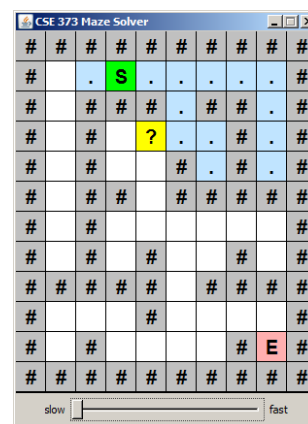 CSE 373 Maze Solver
# # # # # # # # # #
# . S . . . . . #
# # # # . # # . #
# # ? . . # . #
# # # . # . #
# # # # # # # #
# # #
# # # # #
# # # # # # # # #
# # #
# # # E #
# # # # # # # # # #
slow fast